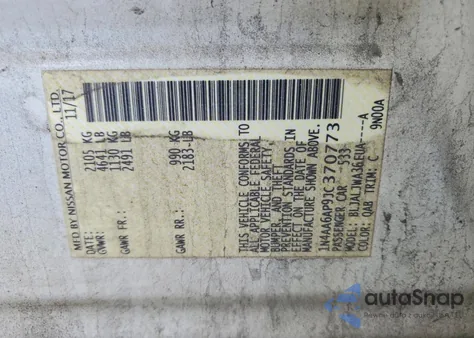 MFD BY NISSAN MOTOR CO., LTD.
DATE: 11/17
GVWR: 2105 KG
4641 LB
GAWR FR.: 1130 KG
2491 LB
GAWR RR.: 990 KG
2183 LB
THIS VEHICLE CONFORMS TO
ALL APPLICABLE FEDERAL
MOTOR VEHICLE SAFETY,
BUMPER, AND THEFT
PREVENTION STANDARDS IN
EFFECT ON THE DATE OF
MANUFACTURE SHOWN ABOVE.
1N4AA6AP9JC370773
PASSENGER CAR -533-
MODEL: BLJALJWA36EUA-----A
COLOR: QAB TRIM: C 9N00A
autoSnap